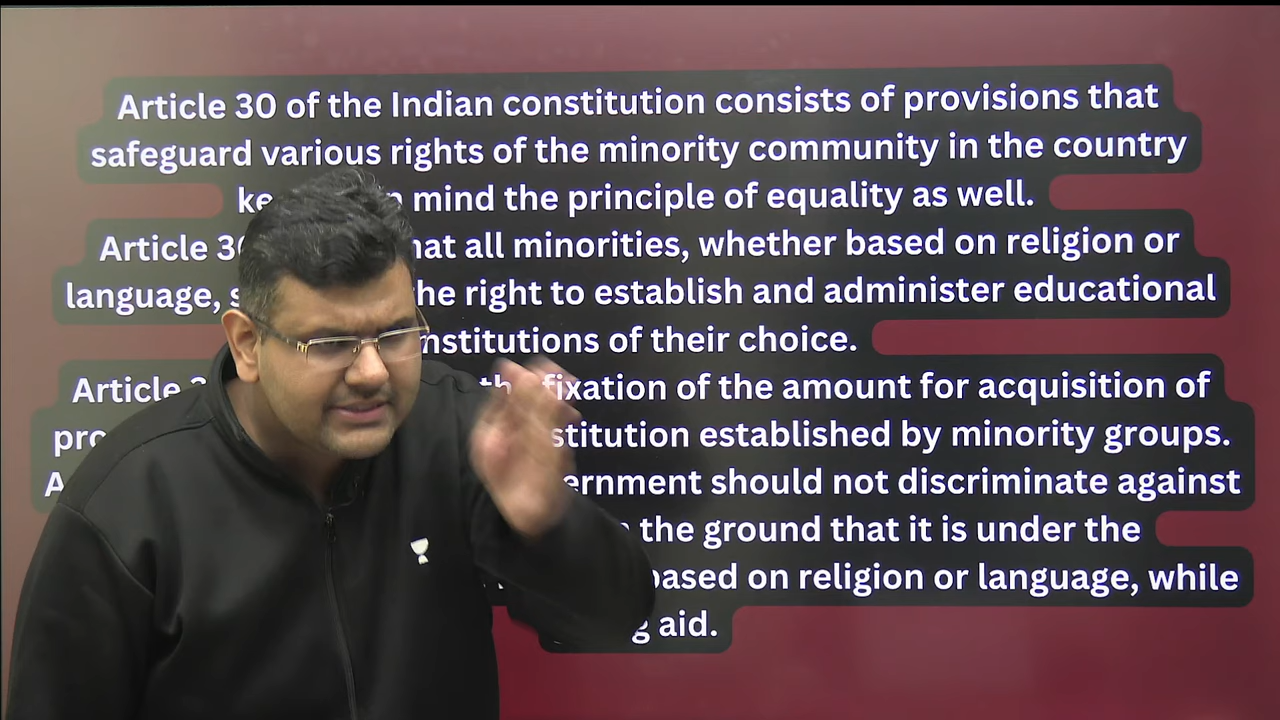 Article 30 of the Indian constitution consists of provisions that
safeguard various rights of the minority community in the country
mind the principle of equality as well.
Article all minorities, whether based on religion or
language, the right to establish and administer educational
of their choice.
Article fixation of the amount for acquisition of
established by minority groups.
should not discriminate against
the ground that it is under the
based on religion or language, while
aid.